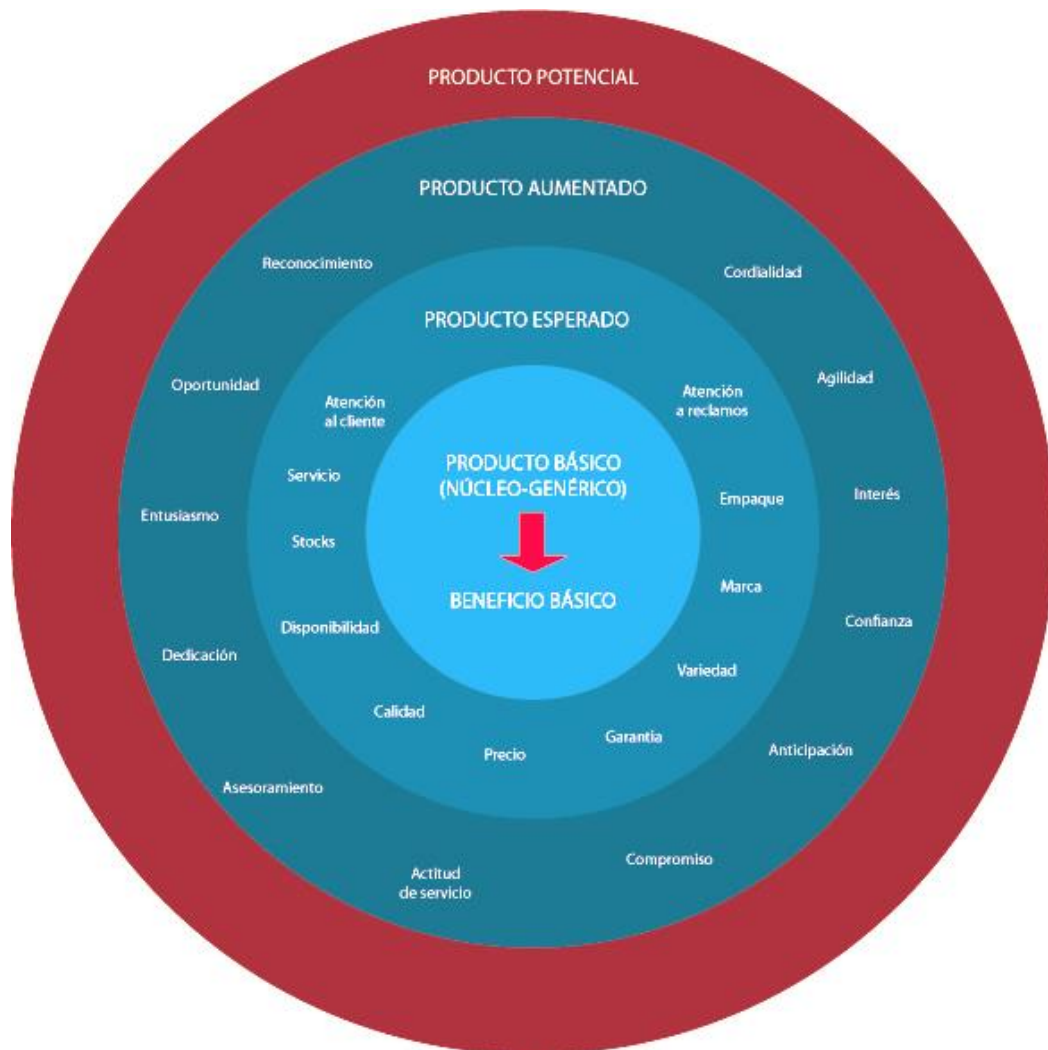 PRODUCTO POTENCIAL
PRODUCTO AUMENTADO
Reconocimiento
Cordialidad
Oportunidad
Agilidad
Entusiasmo
Interés
Dedicación
Confianza
Asesoramiento
Anticipación
Actitud
de servicio
Compromiso
PRODUCTO ESPERADO
Atención
al cliente
Atención
a reclamos
Servicio
Empaque
Stocks
Marca
Disponibilidad
Variedad
Calidad
Precio
Garantia
PRODUCTO BÁSICO
(NÚCLEO-GENÉRICO)
BENEFICIO BÁSICO